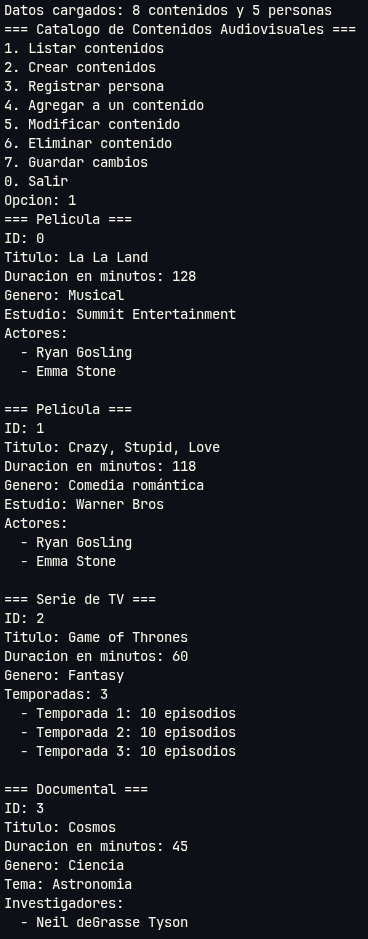 Datos cargados: 8 contenidos y 5 personas
=== Catalogo de Contenidos Audiovisuales ===
1. Listar contenidos
2. Crear contenidos
3. Registrar persona
4. Agregar a un contenido
5. Modificar contenido
6. Eliminar contenido
7. Guardar cambios
0. Salir
Opcion: 1
=== Pelicula ===
ID: 0
Titulo: La La Land
Duracion en minutos: 128
Genero: Musical
Estudio: Summit Entertainment
Actores:
  - Ryan Gosling
  - Emma Stone

=== Pelicula ===
ID: 1
Titulo: Crazy, Stupid, Love
Duracion en minutos: 118
Genero: Comedia romántica
Estudio: Warner Bros
Actores:
  - Ryan Gosling
  - Emma Stone

=== Serie de TV ===
ID: 2
Titulo: Game of Thrones
Duracion en minutos: 60
Genero: Fantasy
Temporadas: 3
  - Temporada 1: 10 episodios
  - Temporada 2: 10 episodios
  - Temporada 3: 10 episodios

=== Documental ===
ID: 3
Titulo: Cosmos
Duracion en minutos: 45
Genero: Ciencia
Tema: Astronomia
Investigadores:
  - Neil deGrasse Tyson